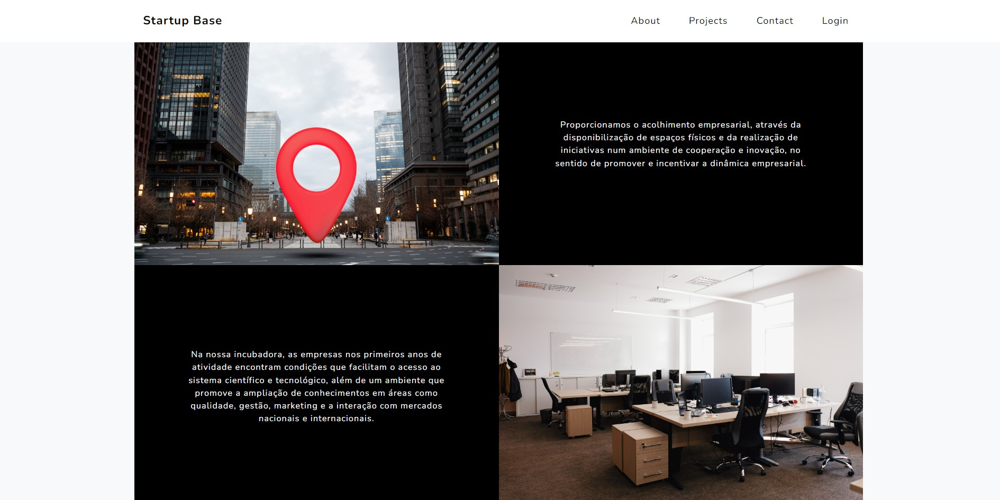 Startup Base
About
Projects
Contact
Login
Proporcionamos o acolhimento empresarial, através da
disponibilização de espaços físicos e da realização de
iniciativas num ambiente de cooperação e inovação, no
sentido de promover e incentivar a dinâmica empresarial.
Na nossa incubadora, as empresas nos primeiros anos de
atividade encontram condições que facilitam o acesso ao
sistema científico e tecnológico, além de um ambiente que
promove a ampliação de conhecimentos em áreas como
qualidade, gestão, marketing e a interação com mercados
nacionais e internacionais.